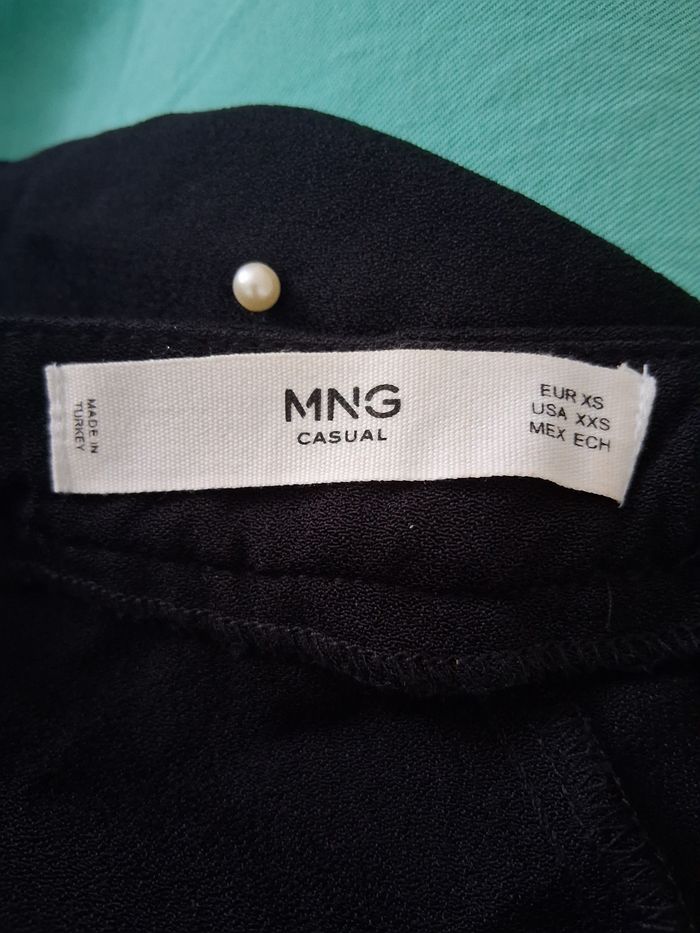 MADE IN
TURKEY
MNG
CASUAL
EUR XS
USA XXS
MEX ECH